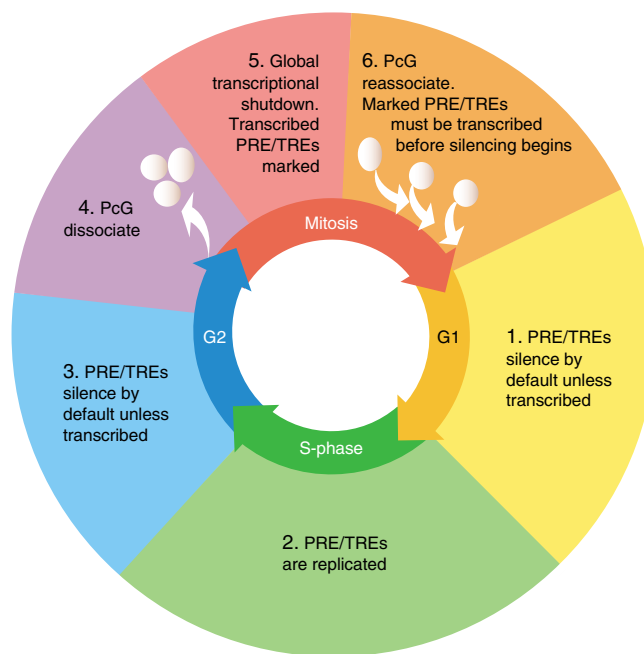 5. Global
transcriptional
shutdown.
Transcribed
PRE/TREs
marked
6. PcG
reassociate.
Marked PRE/TREs
must be transcribed
before silencing begins
4. PcG
dissociate
Mitosis
G2
G1
S-phase
1. PRE/TREs
silence by
default unless
transcribed
3. PRE/TREs
silence by
default unless
transcribed
2. PRE/TREs
are replicated